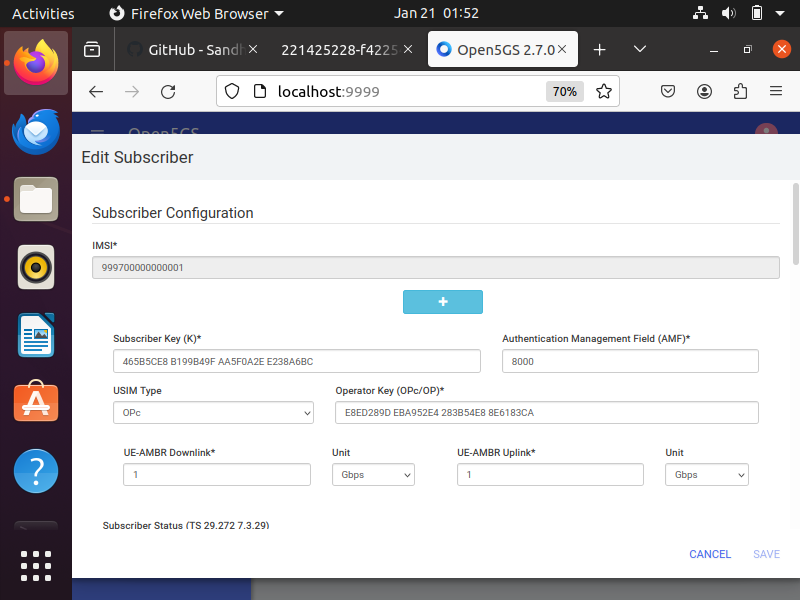 Activities Firefox Web Browser Jan 21 01:52
GitHub - Sandh 221425228-f4225 Open5GS 2.7.0
localhost:9999 70%
Open5GS
Edit Subscriber
Subscriber Configuration
IMSI*
999700000000001
+
Subscriber Key (K)* Authentication Management Field (AMF)*
465B5CE8 B199B49F AA5F0A2E E238A6BC 8000
USIM Type Operator Key (OPc/OP)*
OPc E8ED289D EBA952E4 283B54E8 8E6183CA
UE-AMBR Downlink* Unit UE-AMBR Uplink* Unit
1 Gbps 1 Gbps
Subscriber Status (TS 29.272 7.3.29)
CANCEL SAVE